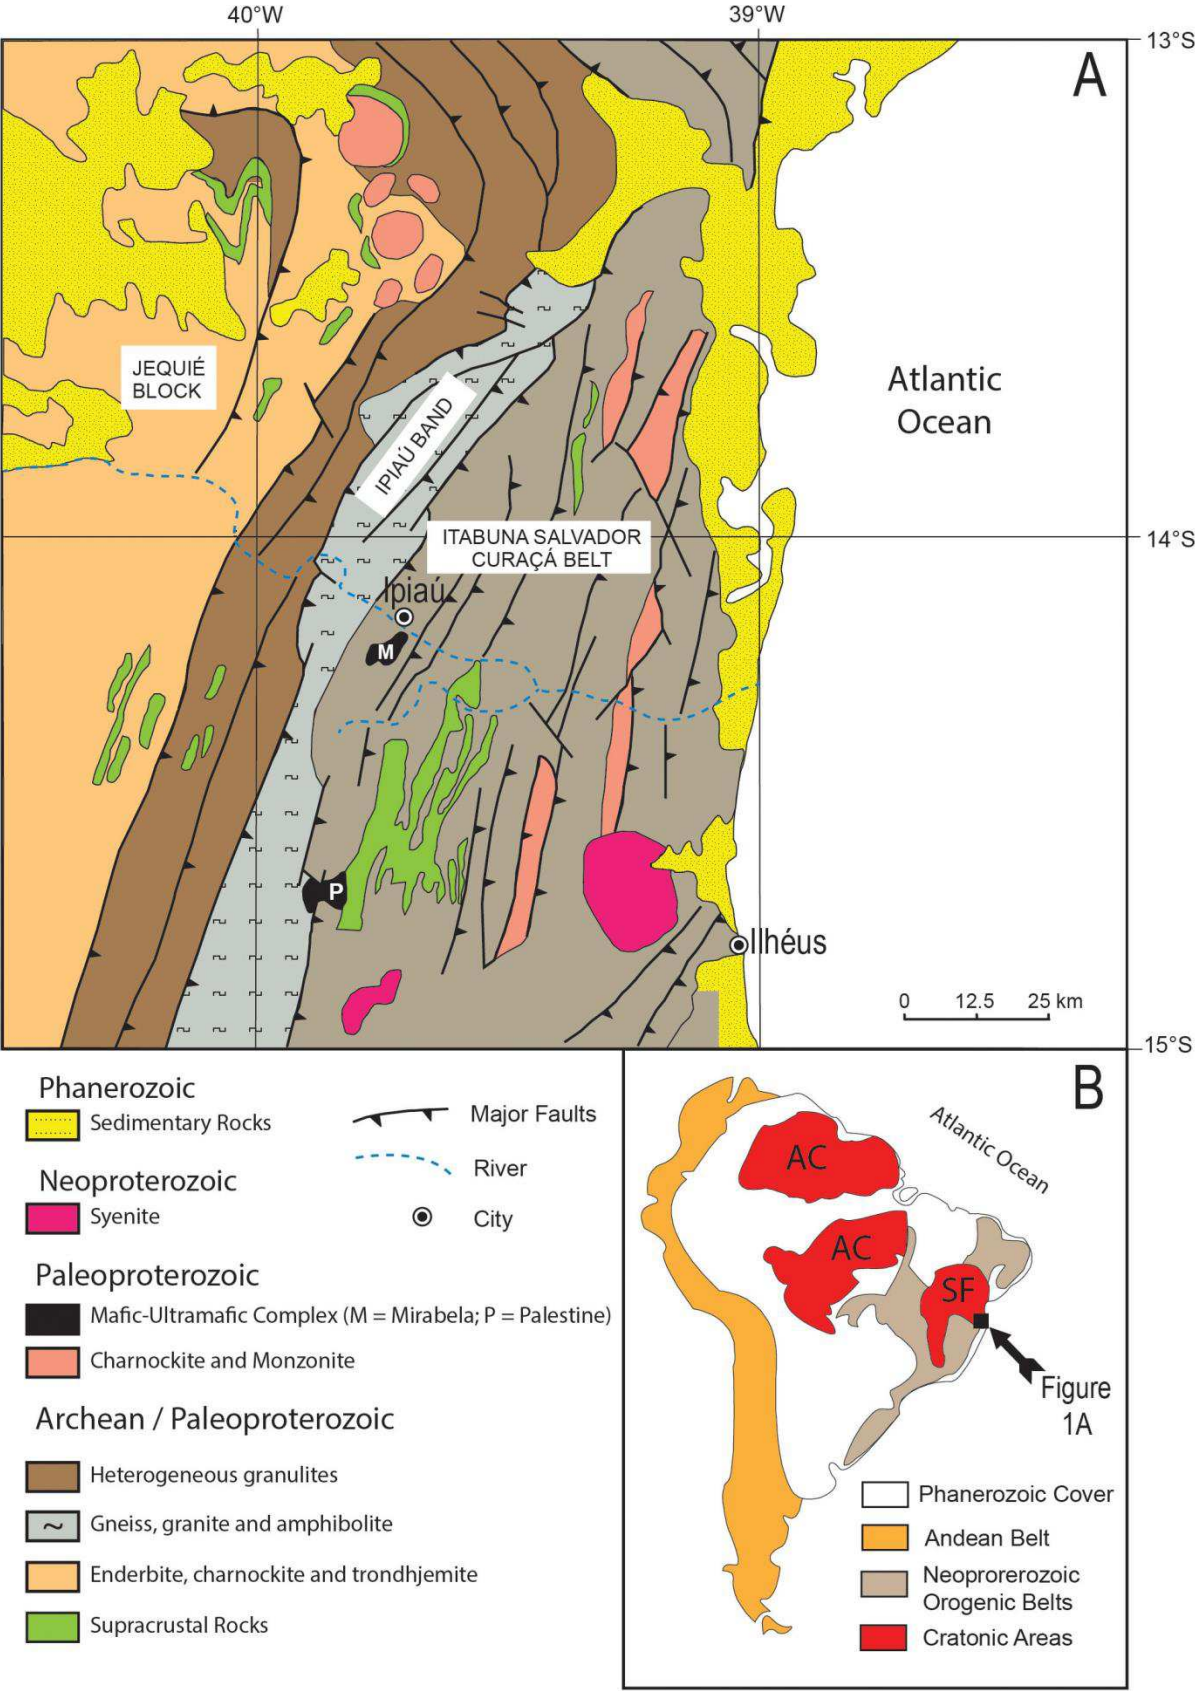 40°W
39°W
13°S
A
JEQUIÉ
BLOCK
IPIAÚ BAND
Atlantic
Ocean
ITABUNA SALVADOR
CURAÇÁ BELT
14°S
Ipiaú
M
P
Ilhéus
0 12.5 25 km
15°S
Phanerozoic
Sedimentary Rocks
Neoproterozoic
Syenite
Paleoproterozoic
Mafic-Ultramafic Complex (M = Mirabela; P = Palestine)
Charnockite and Monzonite
Archean / Paleoproterozoic
Heterogeneous granulites
~ Gneiss, granite and amphibolite
Enderbite, charnockite and trondhjemite
Supracrustal Rocks
Major Faults
River
City
B
Atlantic Ocean
AC
AC
SF
Figure
1A
Phanerozoic Cover
Andean Belt
Neoprorerozoic
Orogenic Belts
Cratonic Areas